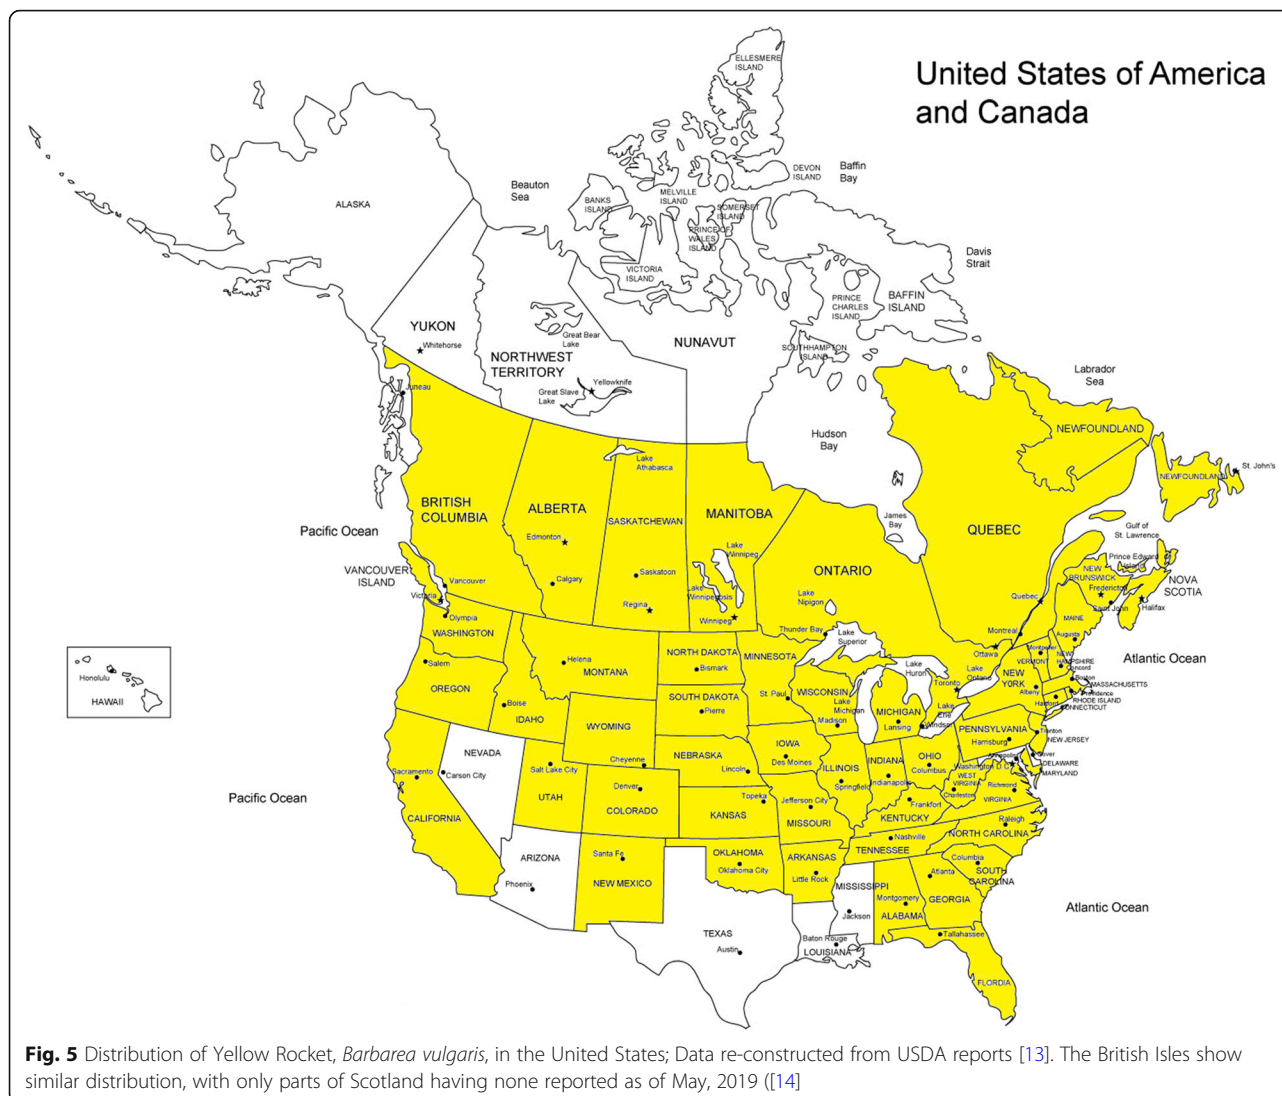 United States of America
and Canada
ELLESMERE
ISLAND
DEVON
ISLAND
Baffin
Bay
Beauton
Sea
BANKS
ISLAND
MELVILLE
ISLAND
SOMERSET
ISLAND
PRINCE OF
WALES
ISLAND
ALASKA
Davis
Strait
VICTORIA
ISLAND
PRINCE
CHARLES
ISLAND
BAFFIN
ISLAND
YUKON
Whitehorse
Great Bear
Lake
NUNAVUT
SOUTHHAMPTON
ISLAND
NORTHWEST
TERRITORY
Yellowknife
Great Slave
Lake
Labrador
Sea
Juneau
Hudson
Bay
NEWFOUNDLAND
Lake
Athabasca
St. John's
NEWFOUNDLAND
BRITISH
COLUMBIA
ALBERTA
SASKATCHEWAN
MANITOBA
James
Bay
QUEBEC
Gulf of
St. Lawrence
Pacific Ocean
Edmonton
Lake
Winnipeg
Prince Edward
Island
VANCOUVER
ISLAND
Vancouver
Calgary
Saskatoon
ONTARIO
NEW
BRUNSWICK
Fredericton
NOVA
SCOTIA
Victoria
Regina
Lake
Winnipegosis
Winnipeg
Lake
Nipigon
Quebec
Saint John
Halifax
Olympia
WASHINGTON
Thunder Bay
Lake
Superior
Montreal
MAINE
Augusta
Ottawa
Montpelier
VERMONT
NEW
HAMPSHIRE
Concord
Atlantic Ocean
Salem
Helena
MONTANA
NORTH DAKOTA
Bismark
MINNESOTA
Lake
Huron
Lake
Ontario
Toronto
NEW
YORK
Albeny
Boston
MASSACHUSETTS
Providence
RHODE ISLAND
Hartford
CONNECTICUT
Honolulu
HAWAII
OREGON
Boise
IDAHO
SOUTH DAKOTA
Pierre
St. Paul
WISCONSIN
Lake
Michigan
Madison
MICHIGAN
Lansing
Lake
Erie
Windsor
WYOMING
PENNSYLVANIA
Harrisburg
Trenton
NEW JERSEY
NEVADA
Carson City
Salt Lake City
UTAH
Cheyenne
NEBRASKA
Lincoln
IOWA
Des Moines
ILLINOIS
Springfield
INDIANA
Indianapolis
OHIO
Columbus
Annapolis
Dover
DELAWARE
MARYLAND
Washington D C
WEST
VIRGINIA
Charleston
Richmond
VIRGINIA
Sacramento
CALIFORNIA
Pacific Ocean
Denver
COLORADO
Topeka
KANSAS
Jefferson City
MISSOURI
Frankfort
KENTUCKY
Raleigh
NORTH CAROLINA
Nashville
TENNESSEE
ARIZONA
Phoenix
Santa Fe
NEW MEXICO
OKLAHOMA
Oklahoma City
ARKANSAS
Little Rock
Columbia
SOUTH
CAROLINA
Atlanta
GEORGIA
MISSISSIPPI
Jackson
Montgomery
ALABAMA
Atlantic Ocean
TEXAS
Austin
Baton Rouge
LOUISIANA
Tallahassee
FLORDIA
Fig. 5 Distribution of Yellow Rocket, Barbarea vulgaris, in the United States; Data re-constructed from USDA reports [13]. The British Isles show
similar distribution, with only parts of Scotland having none reported as of May, 2019 ([14]